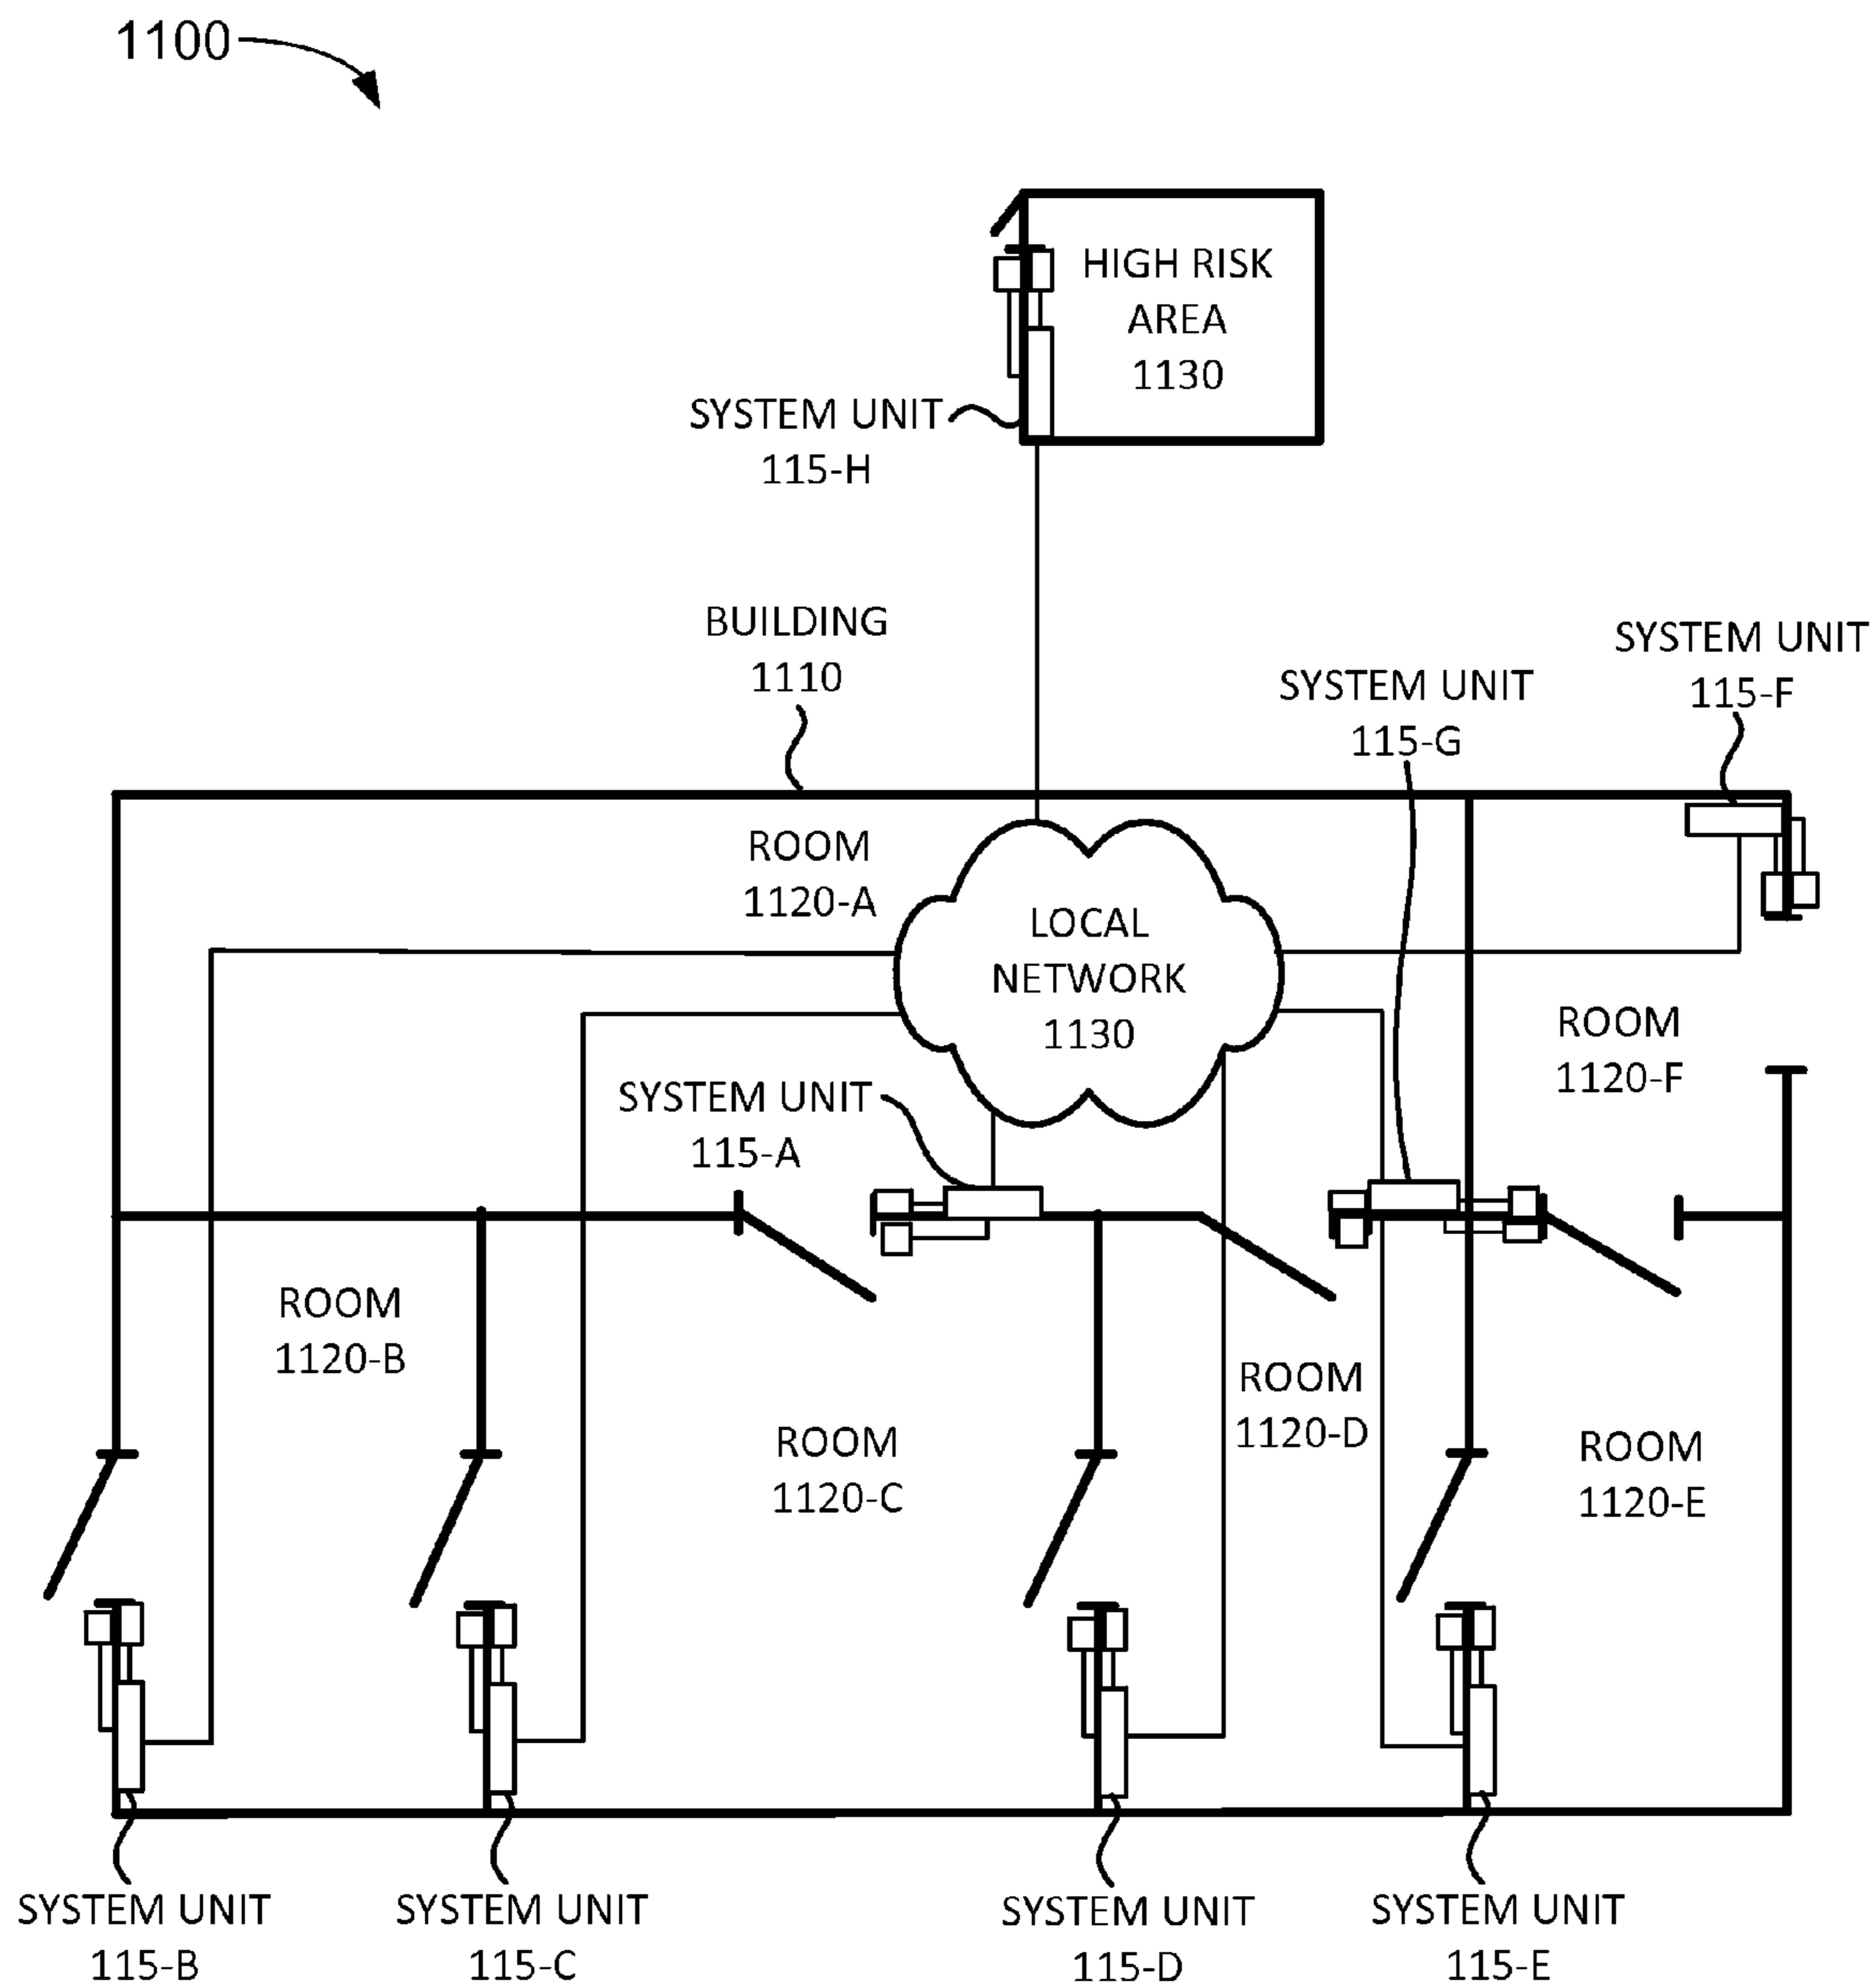 1100
HIGH RISK
AREA
1130
SYSTEM UNIT
115-H
BUILDING
1110
SYSTEM UNIT
115-F
SYSTEM UNIT
115-G
ROOM
1120-A
LOCAL
NETWORK
1130
ROOM
1120-F
SYSTEM UNIT
115-A
ROOM
1120-B
ROOM
1120-C
ROOM
1120-D
ROOM
1120-E
SYSTEM UNIT
115-B
SYSTEM UNIT
115-C
SYSTEM UNIT
115-D
SYSTEM UNIT
115-E